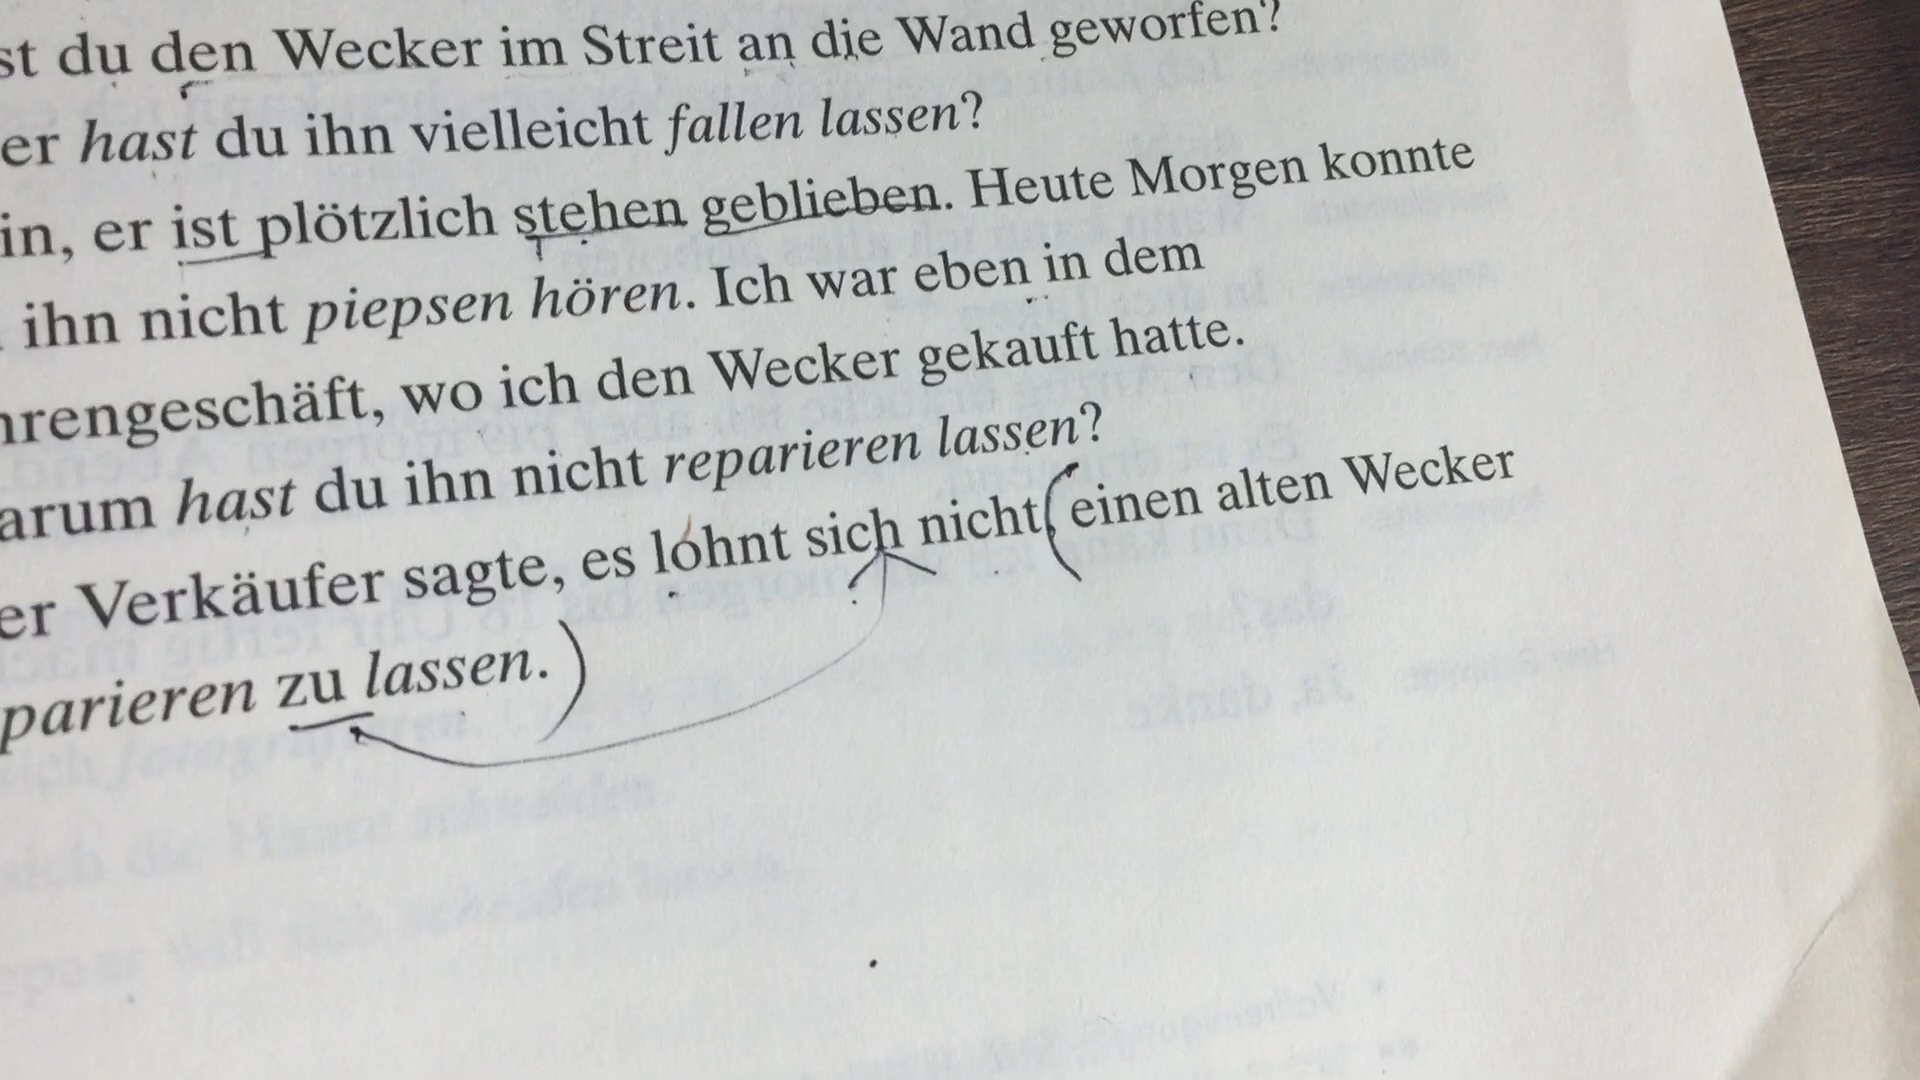 st du den Wecker im Streit an die Wand geworfen?
er hast du ihn vielleicht fallen lassen?
in, er ist plötzlich stehen geblieben. Heute Morgen konnte
ihn nicht piepsen hören. Ich war eben in dem
hrengeschäft, wo ich den Wecker gekauft hatte.
arum hast du ihn nicht reparieren lassen?
er Verkäufer sagte, es lohnt sich nicht, einen alten Wecker
parieren zu lassen.